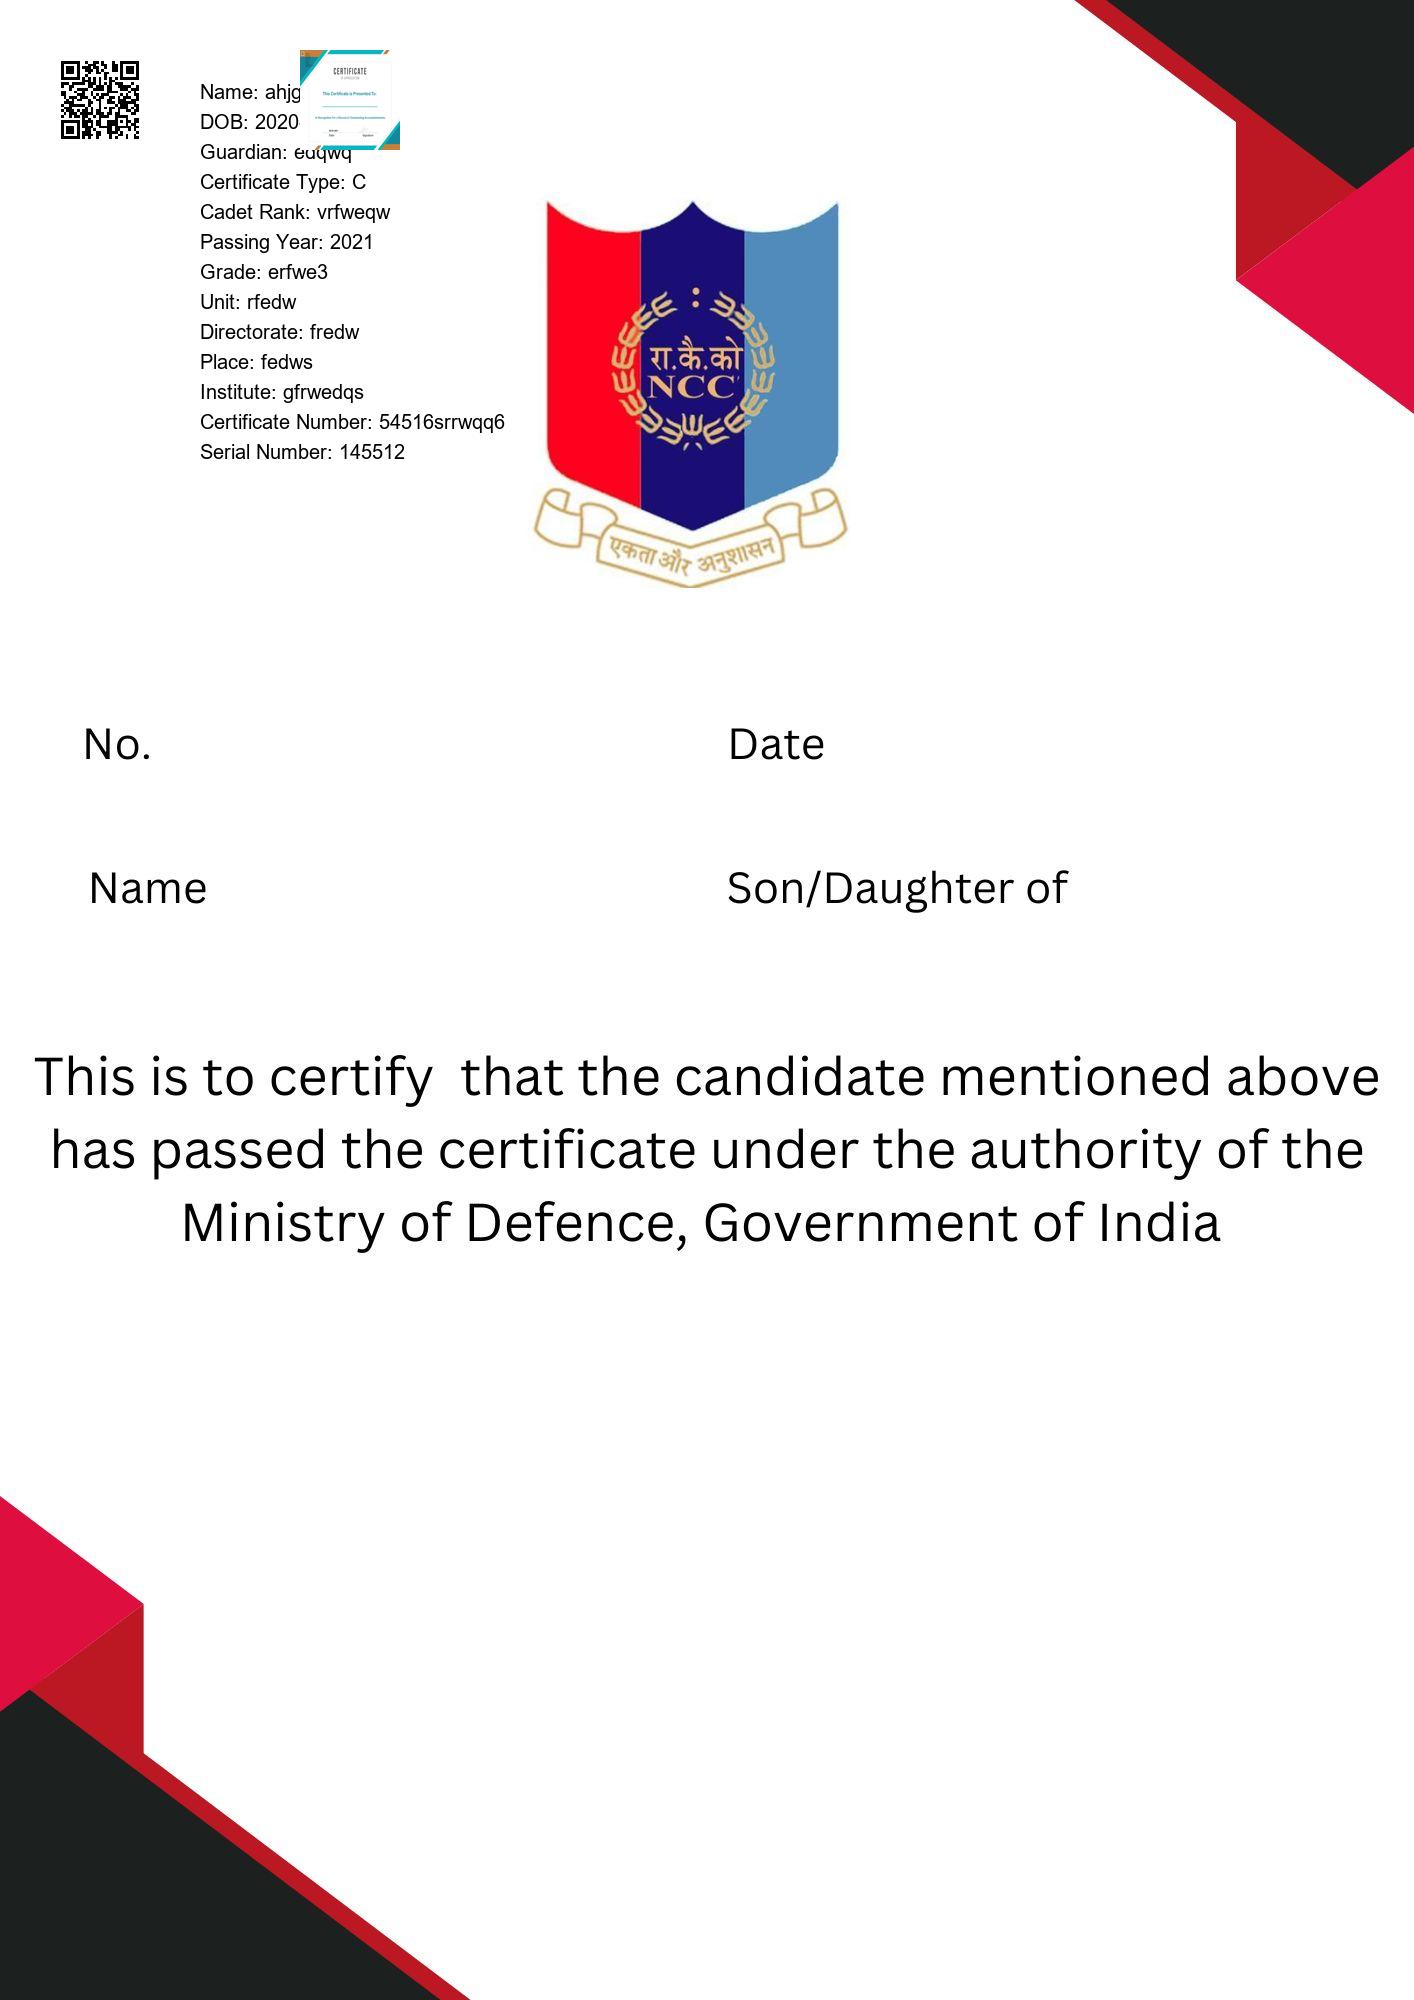 Name: ahjg
DOB: 2020
Guardian: edqwq
Certificate Type: C
Cadet Rank: vrfweqw
Passing Year: 2021
Grade: erfwe3
Unit: rfedw
Directorate: fredw
Place: fedws
Institute: gfrwedqs
Certificate Number: 54516srrwqq6
Serial Number: 145512
CERTIFICATE
This Certificate is Presented To:
रा.कै.को
NCC
एकता और अनुशासन
No. Date
Name Son/Daughter of
This is to certify  that the candidate mentioned above
has passed the certificate under the authority of the
Ministry of Defence, Government of India